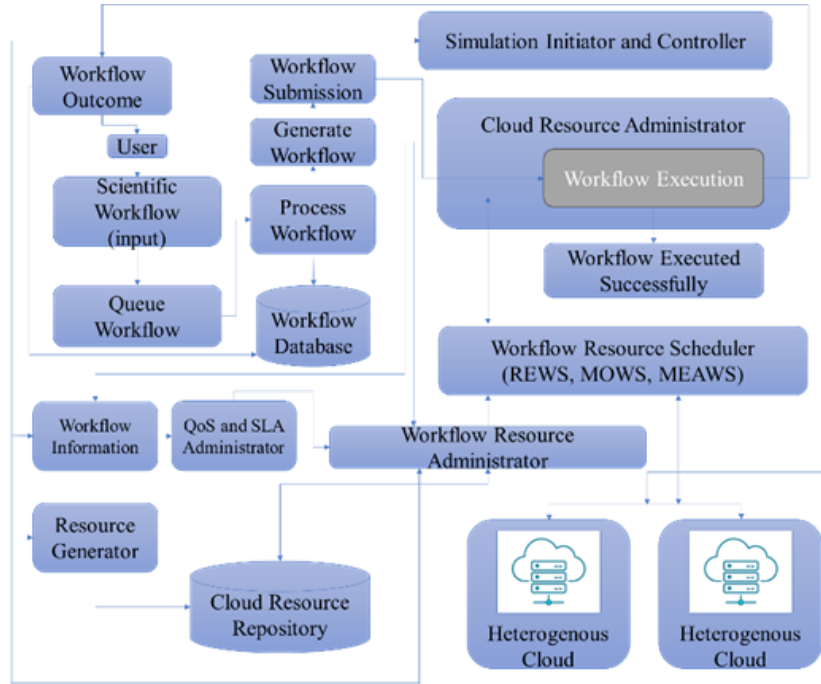 Workflow
Outcome
User
Scientific
Workflow
(input)
Queue
Workflow
Workflow
Submission
Generate
Workflow
Process
Workflow
Workflow
Database
Simulation Initiator and Controller
Cloud Resource Administrator
Workflow Execution
Workflow Executed
Successfully
Workflow Resource Scheduler
(REWS, MOWS, MEAWS)
Workflow
Information
QoS and SLA
Administrator
Workflow Resource
Administrator
Resource
Generator
Cloud Resource
Repository
Heterogenous
Cloud
Heterogenous
Cloud